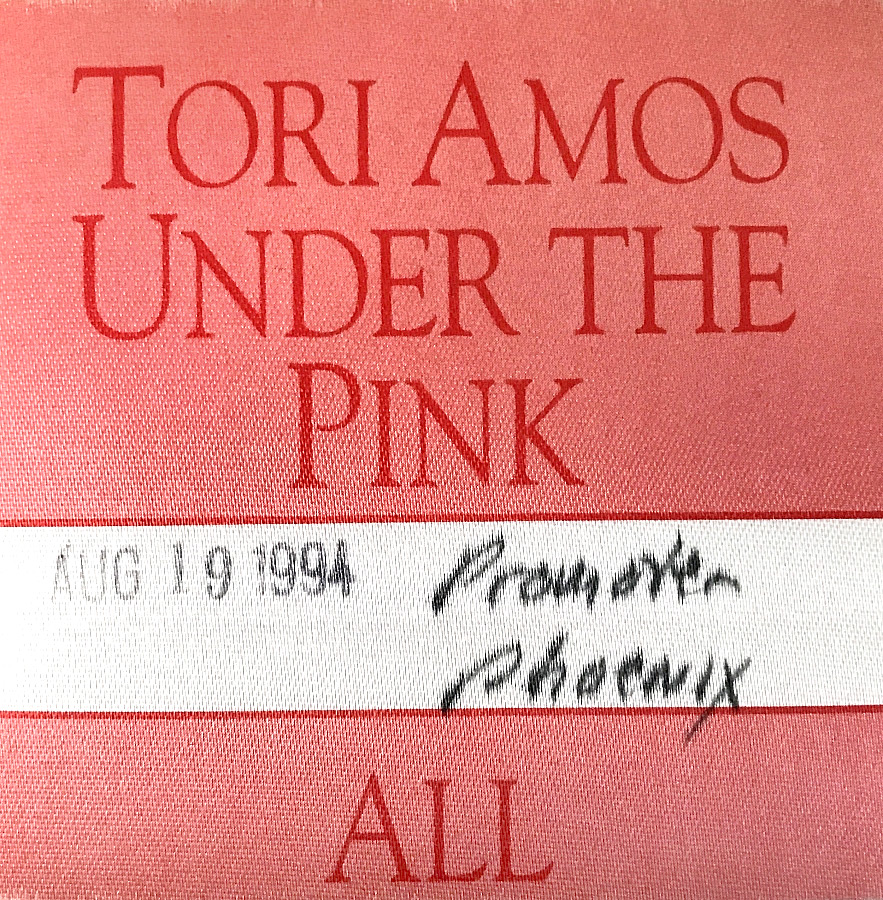 TORI AMOS
UNDER THE
PINK
AUG 19 1994 Promoter
Phoenix
ALL